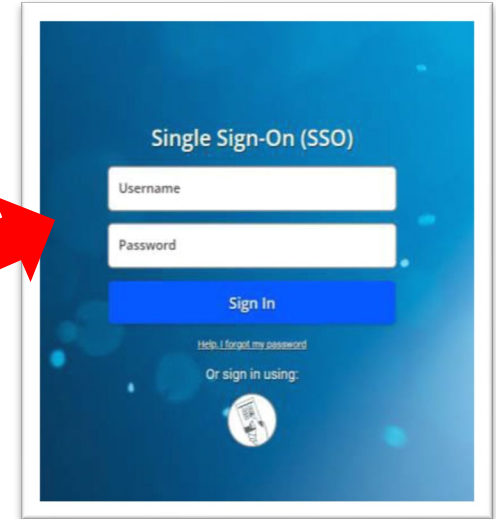 Single Sign-On (SSO)
Username
Password
Sign In
Help, I forgot my password
Or sign in using: